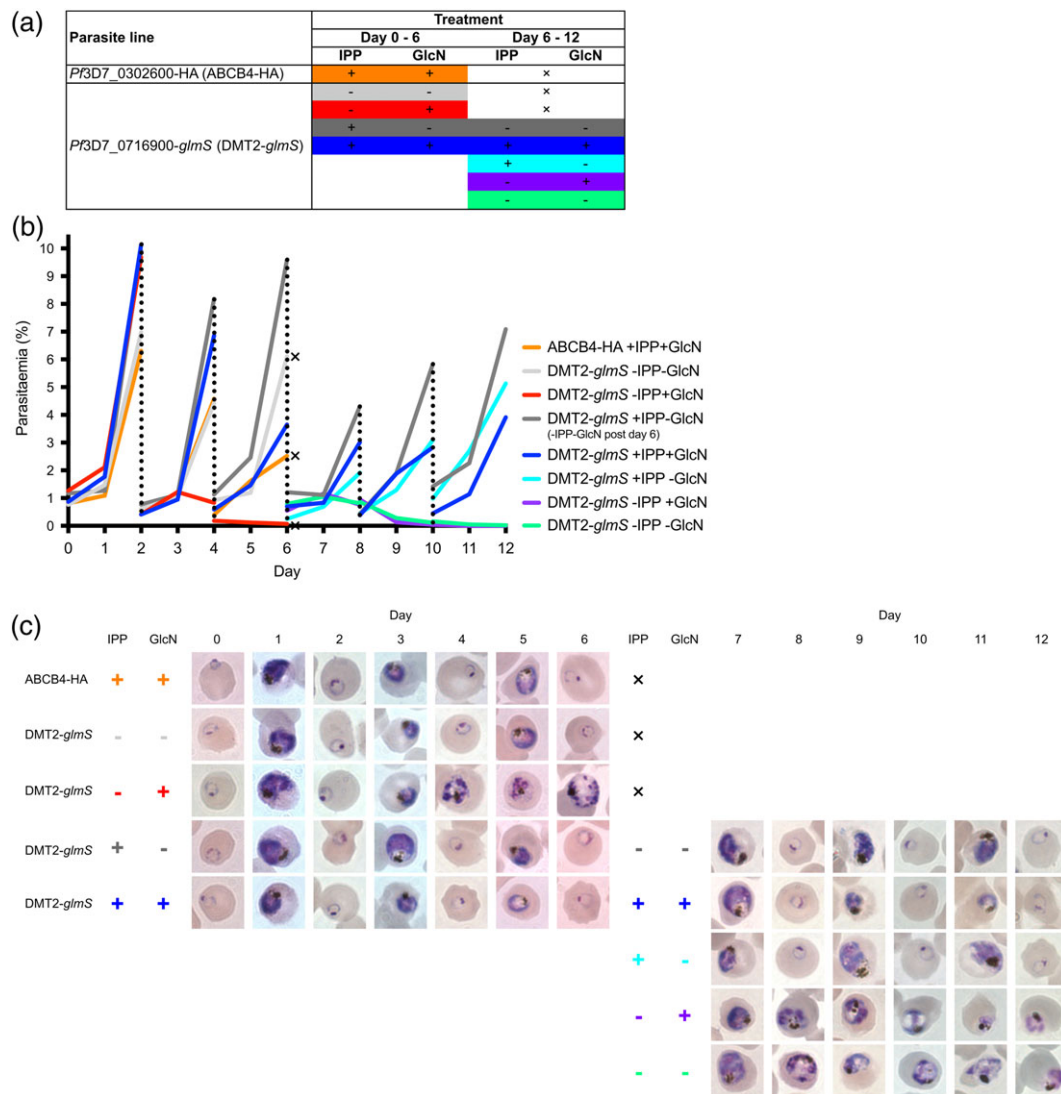 (a)
Treatment
Parasite line
Day 0 - 6
Day 6 - 12
IPP
GlcN
IPP
GlcN
Pf3D7_0302600-HA (ABCB4-HA)
+
+
×
-
-
×
-
+
×
+
-
-
-
Pf3D7_0716900-glmS (DMT2-glmS)
+
+
+
+
+
-
-
+
-
-
(b)
Parasitaemia (%)
10
9
8
7
6
5
4
3
2
1
0
×
×
×
0 1 2 3 4 5 6 7 8 9 10 11 12
Day
ABCB4-HA +IPP+GlcN
DMT2-glmS -IPP-GlcN
DMT2-glmS -IPP+GlcN
DMT2-glmS +IPP-GlcN
(-IPP-GlcN post day 6)
DMT2-glmS +IPP+GlcN
DMT2-glmS +IPP -GlcN
DMT2-glmS -IPP +GlcN
DMT2-glmS -IPP -GlcN
(c)
Day
Day
IPP GlcN 0 1 2 3 4 5 6 IPP GlcN 7 8 9 10 11 12
ABCB4-HA + + ×
DMT2-glmS - - ×
DMT2-glmS - + ×
DMT2-glmS + - - -
DMT2-glmS + + + +
+ -
- +
- -